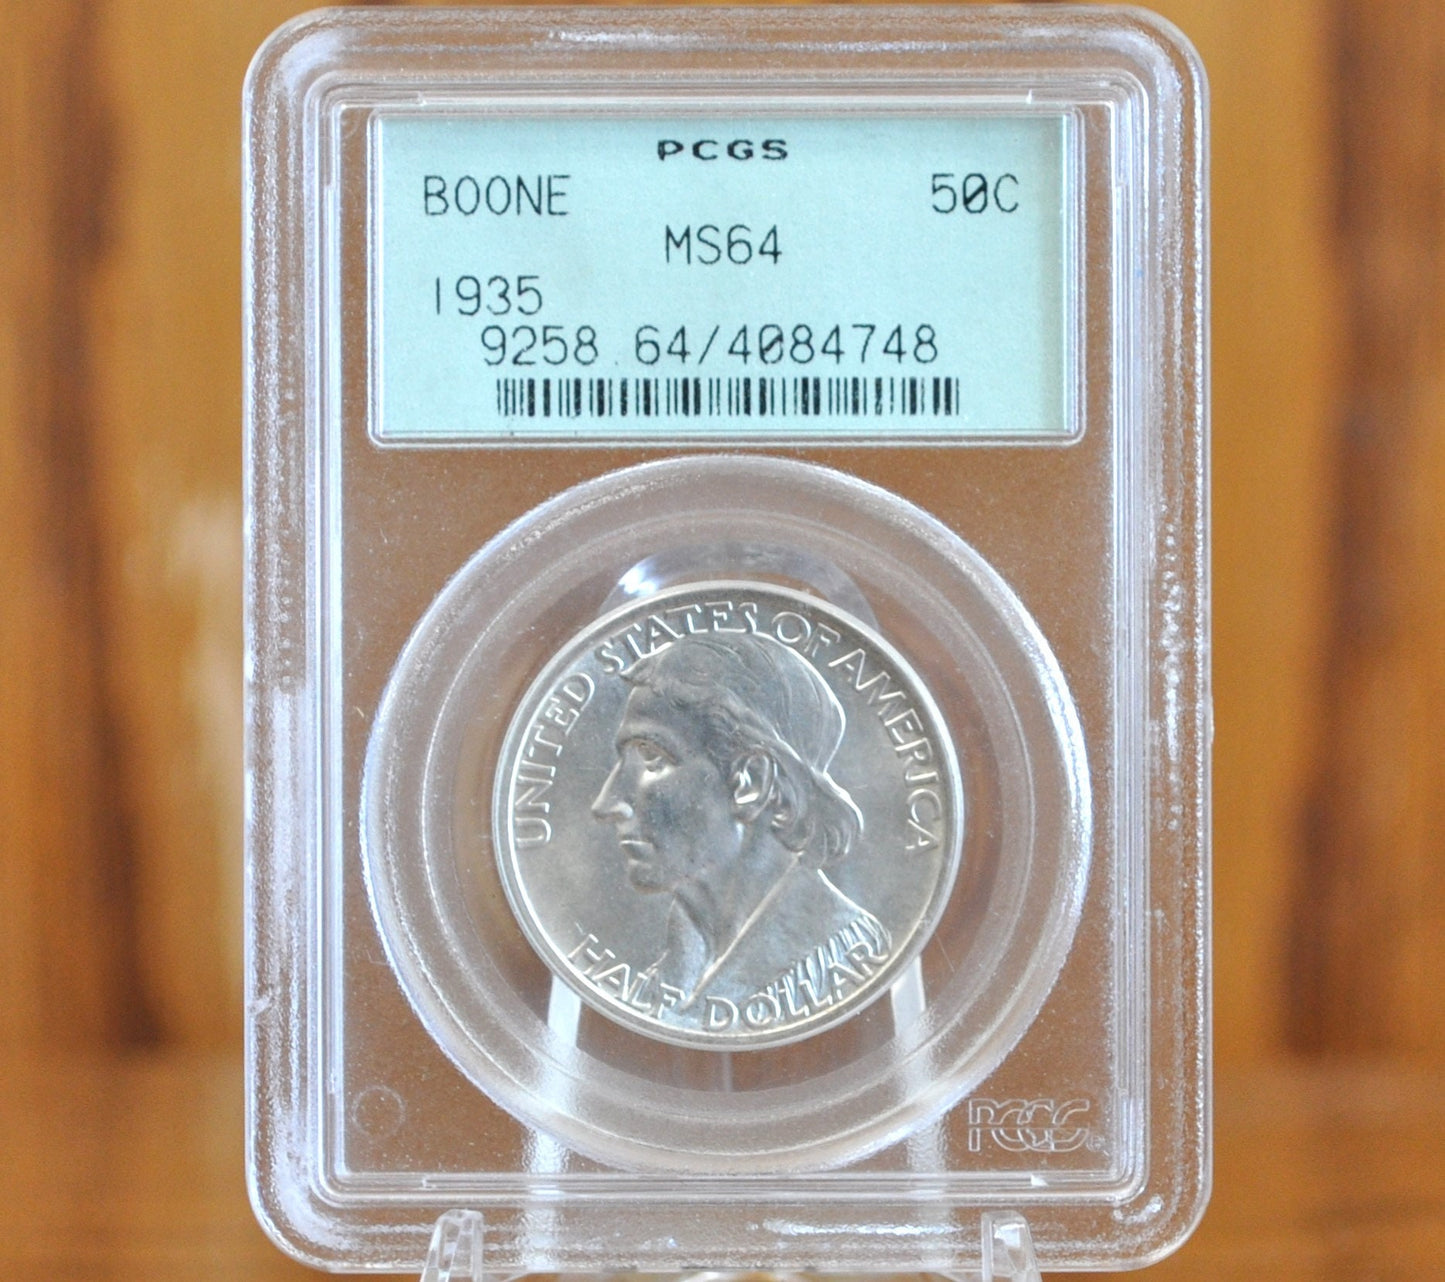 PCGS
BOONE 50C
MS64
1935
9258.64/4084748
UNITED STATES OF AMERICA
HALF DOLLAR
PCGS